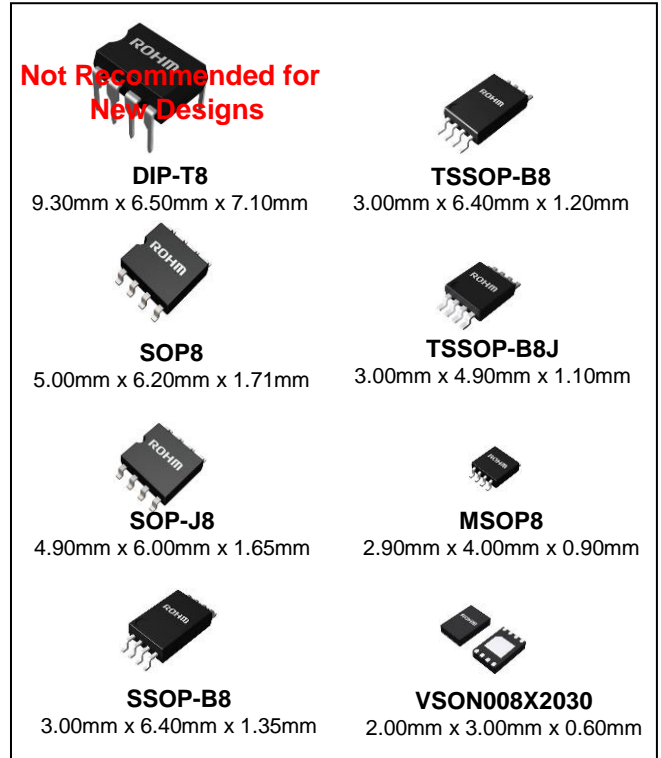 ROHM
Not Recommended for
New Designs
DIP-T8
9.30mm x 6.50mm x 7.10mm
ROHM
TSSOP-B8
3.00mm x 6.40mm x 1.20mm
ROHM
SOP8
5.00mm x 6.20mm x 1.71mm
ROHM
TSSOP-B8J
3.00mm x 4.90mm x 1.10mm
ROHM
SOP-J8
4.90mm x 6.00mm x 1.65mm
ROHM
MSOP8
2.90mm x 4.00mm x 0.90mm
ROHM
SSOP-B8
3.00mm x 6.40mm x 1.35mm
ROHM
VSON008X2030
2.00mm x 3.00mm x 0.60mm